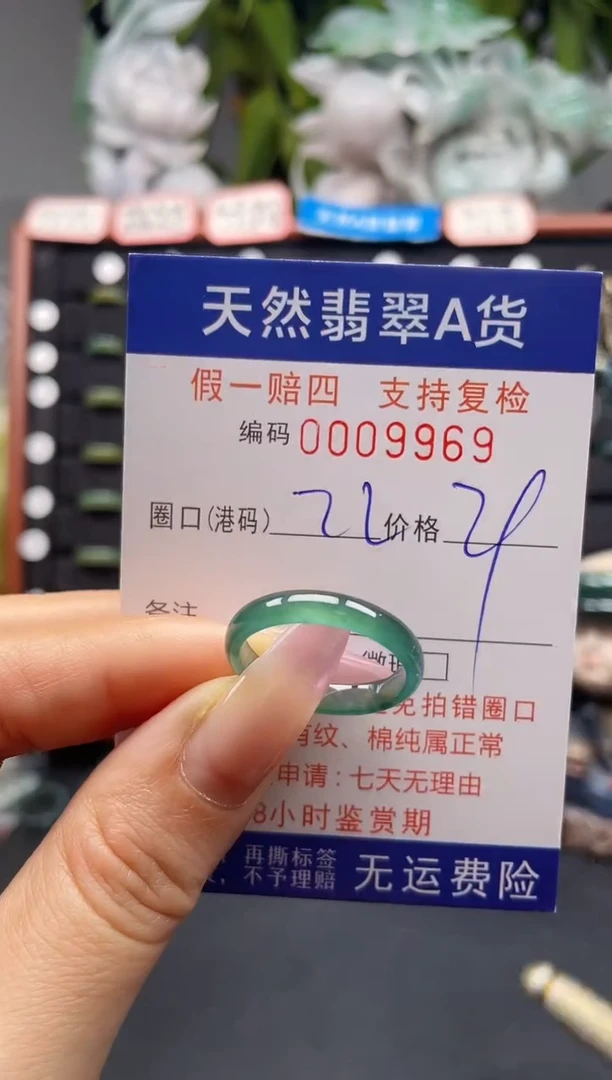 天然翡翠A货
假一赔四 支持复检
编码 0009969
圈口(港码) 22 价格
备注
免拍错圈口
有纹、棉纯属正常
申请：七天无理由
8小时鉴赏期
再撕标签
不予理赔 无运费险